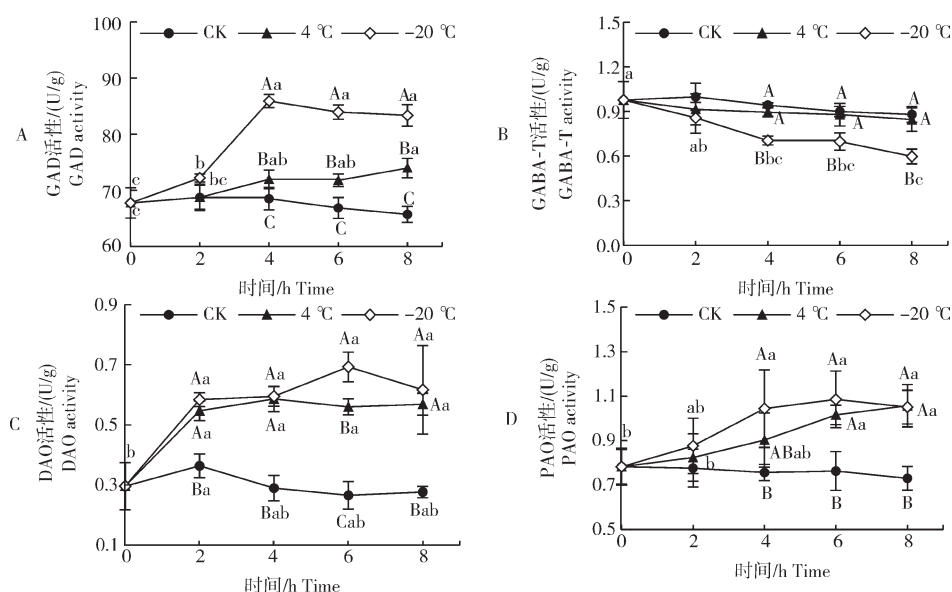 A
GAD活性/(U/g)
GAD activity
100
90
80
70
60
CK 4 ℃ −20 ℃
Aa Aa Aa
Ba
Bab Bab
b
bc
c
c
C C C
0 2 4 6 8
时间/h Time
B
GABA-T活性/(U/g)
GABA-T activity
1.5
1.2
0.9
0.6
0.3
0.0
CK 4 ℃ −20 ℃
a
A A A
A A A
ab
Bbc Bbc Bc
0 2 4 6 8
时间/h Time
C
DAO活性/(U/g)
DAO activity
0.9
0.7
0.5
0.3
0.1
CK 4 ℃ −20 ℃
Aa Aa Aa Aa
Aa Aa Ba Aa
b
Ba Bab Cab Bab
0 2 4 6 8
时间/h Time
D
PAO活性/(U/g)
PAO activity
1.5
1.3
1.1
0.9
0.7
0.5
CK 4 ℃ −20 ℃
Aa Aa Aa
ab
b
b
ABab Aa Aa
B B B
0 2 4 6 8
时间/h Time